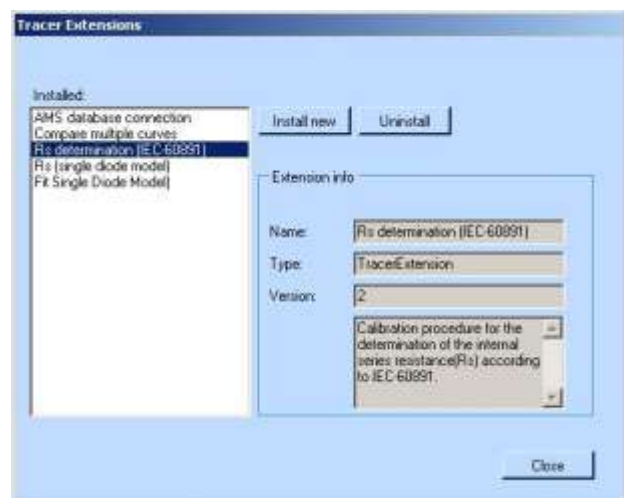 Tracer Extensions
Installed:
AMS database connection
Compare multiple curves
Rs determination (IEC-60891)
Rs (single diode model)
Fit Single Diode Model)
Install new
Uninstall
Extension info
Name:
Rs determination (IEC-60891)
Type:
TracerExtension
Version:
2
Calibration procedure for the
determination of the internal
series resistance(Rs) according
to IEC-60891.
Close